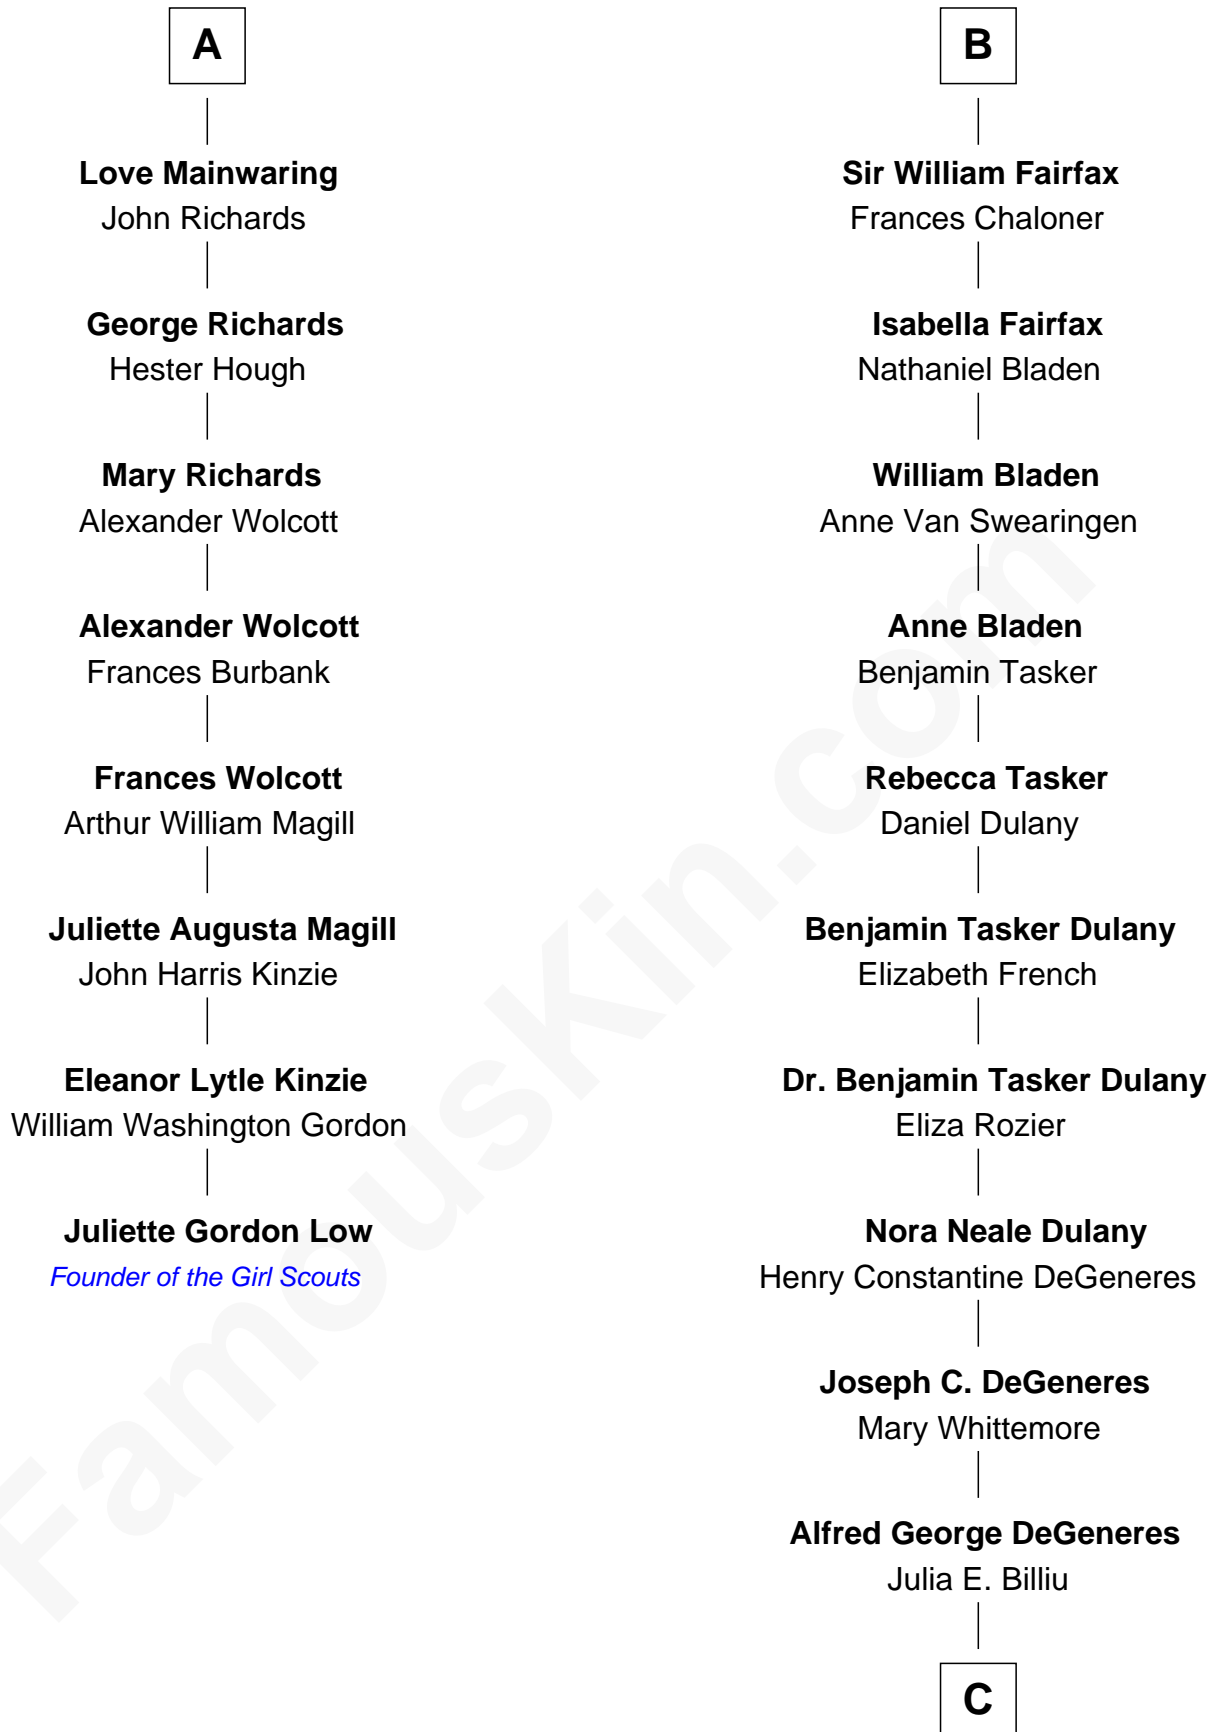 A
Love Mainwaring
John Richards
George Richards
Hester Hough
Mary Richards
Alexander Wolcott
Alexander Wolcott
Frances Burbank
Frances Wolcott
Arthur William Magill
Juliette Augusta Magill
John Harris Kinzie
Eleanor Lytle Kinzie
William Washington Gordon
Juliette Gordon Low
Founder of the Girl Scouts
B
Sir William Fairfax
Frances Chaloner
Isabella Fairfax
Nathaniel Bladen
William Bladen
Anne Van Swearingen
Anne Bladen
Benjamin Tasker
Rebecca Tasker
Daniel Dulany
Benjamin Tasker Dulany
Elizabeth French
Dr. Benjamin Tasker Dulany
Eliza Rozier
Nora Neale Dulany
Henry Constantine DeGeneres
Joseph C. DeGeneres
Mary Whittemore
Alfred George DeGeneres
Julia E. Billiu
C
FamousKin.com